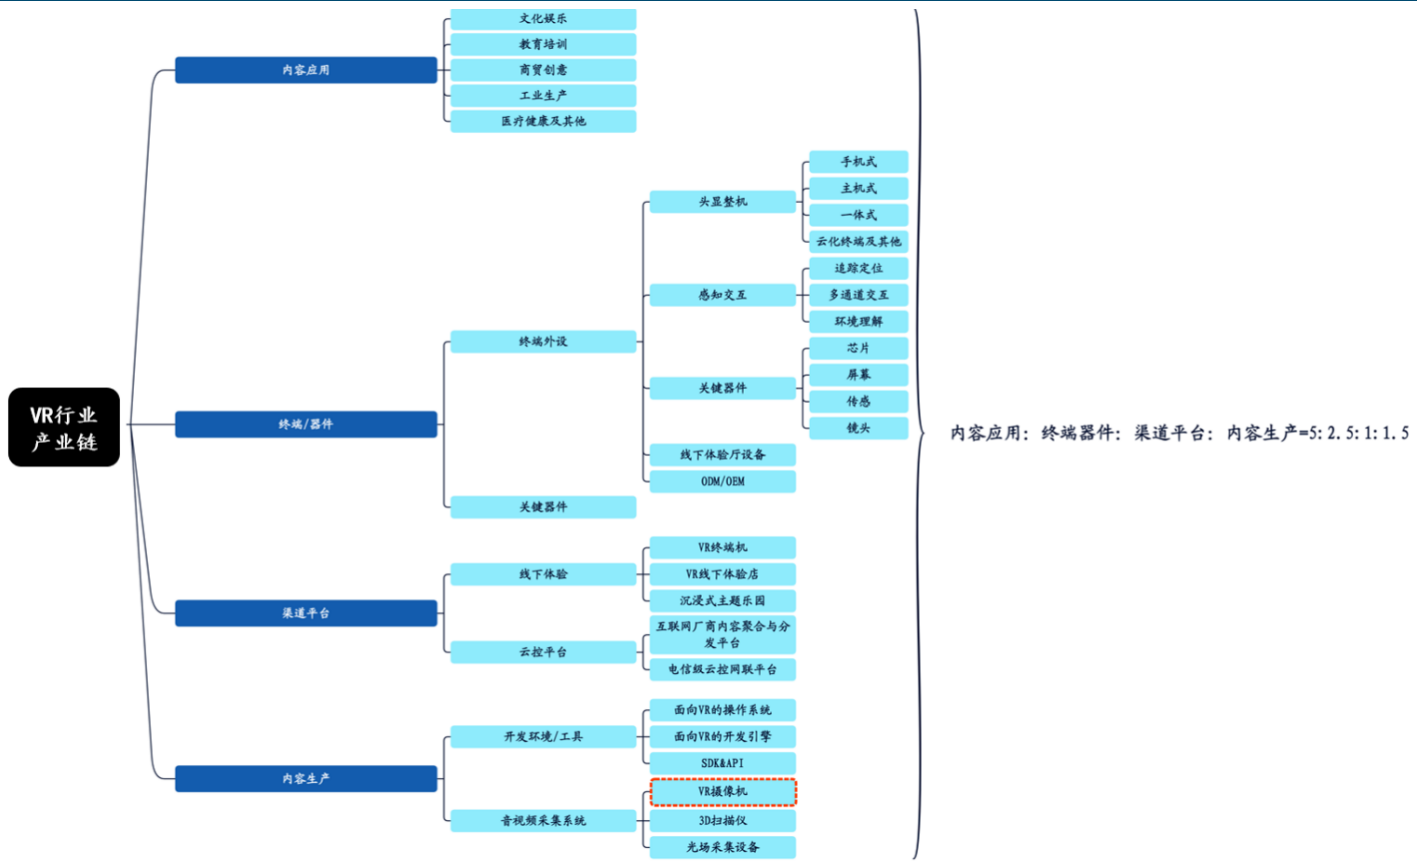 VR行业
产业链
内容应用
文化娱乐
教育培训
商贸创意
工业生产
医疗健康及其他
终端/器件
终端外设
头显整机
手机式
主机式
一体式
云化终端及其他
感知交互
追踪定位
多通道交互
环境理解
关键器件
芯片
屏幕
传感
镜头
线下体验厅设备
ODM/OEM
关键器件
渠道平台
线下体验
VR终端机
VR线下体验店
沉浸式主题乐园
云控平台
互联网厂商内容聚合与分
发平台
电信级云控网联平台
内容生产
开发环境/工具
面向VR的操作系统
面向VR的开发引擎
SDK&API
音视频采集系统
VR摄像机
3D扫描仪
光场采集设备
内容应用: 终端器件: 渠道平台: 内容生产=5:2.5:1:1.5